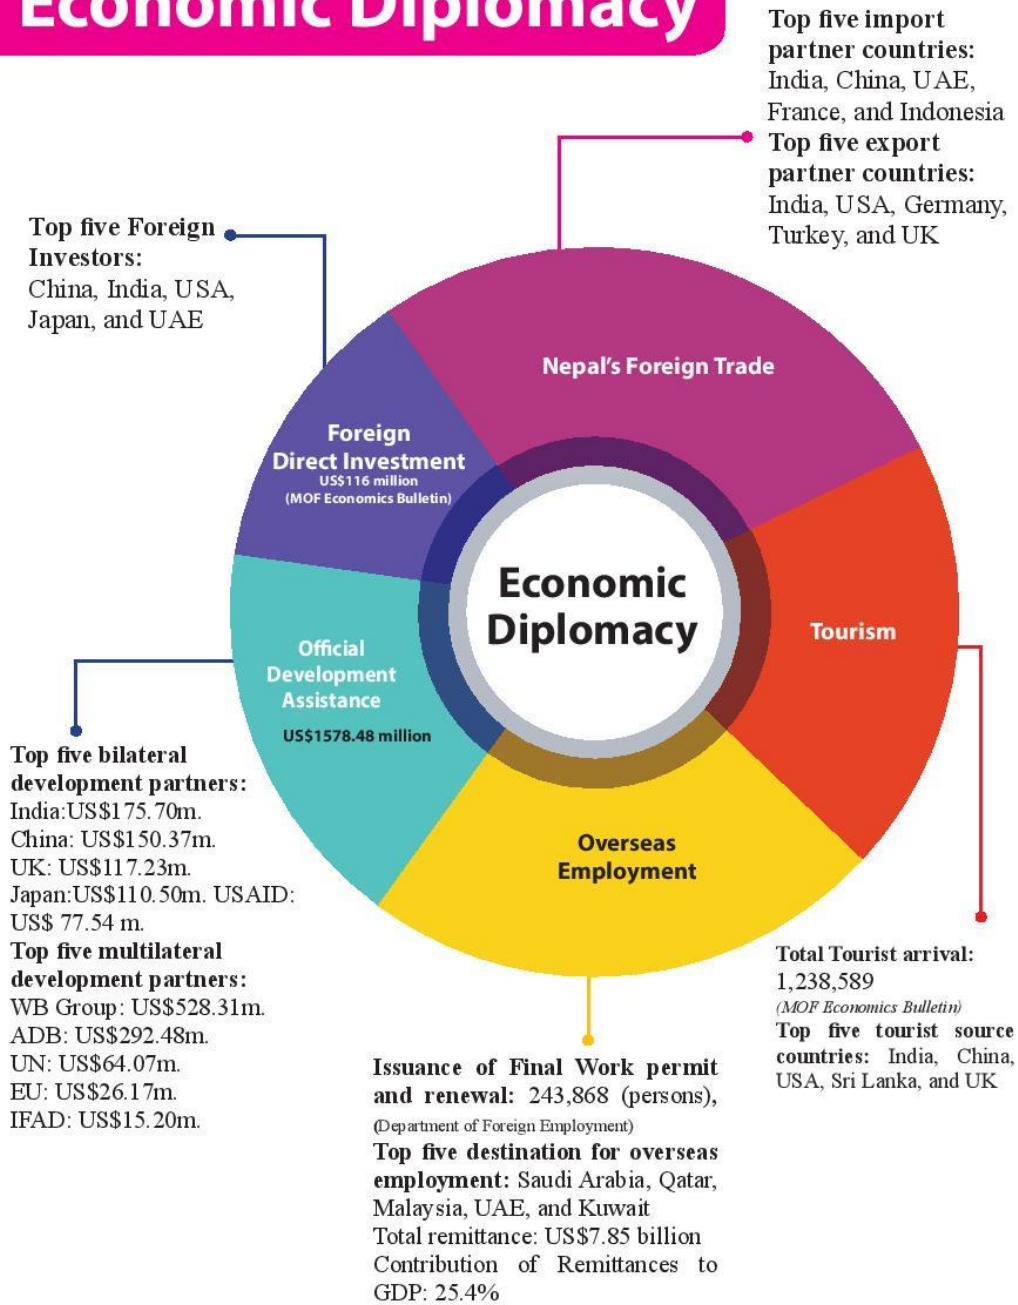 Economic Diplomacy
Top five import
partner countries:
India, China, UAE,
France, and Indonesia
Top five export
partner countries:
India, USA, Germany,
Turkey, and UK
Top five Foreign
Investors:
China, India, USA,
Japan, and UAE
Nepal's Foreign Trade
Foreign
Direct Investment
US$116 million
(MOF Economics Bulletin)
Economic
Diplomacy
Tourism
Official
Development
Assistance
US$1578.48 million
Overseas
Employment
Top five bilateral
development partners:
India:US$175.70m.
China: US$150.37m.
UK: US$117.23m.
Japan:US$110.50m. USAID:
US$ 77.54 m.
Top five multilateral
development partners:
WB Group: US$528.31m.
ADB: US$292.48m.
UN: US$64.07m.
EU: US$26.17m.
IFAD: US$15.20m.
Issuance of Final Work permit
and renewal: 243,868 (persons),
(Department of Foreign Employment)
Top five destination for overseas
employment: Saudi Arabia, Qatar,
Malaysia, UAE, and Kuwait
Total remittance: US$7.85 billion
Contribution of Remittances to
GDP: 25.4%
Total Tourist arrival:
1,238,589
(MOF Economics Bulletin)
Top five tourist source
countries: India, China,
USA, Sri Lanka, and UK